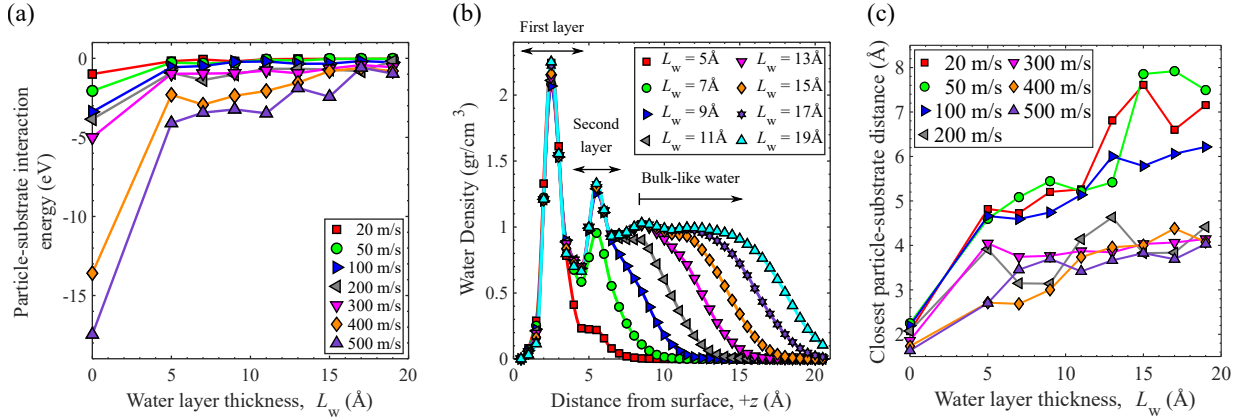 (a)
Particle-substrate interaction
energy (eV)
0
-5
-10
-15
0
5
10
15
20
Water layer thickness, L_w (Å)
20 m/s
50 m/s
100 m/s
200 m/s
300 m/s
400 m/s
500 m/s
(b)
First layer
Second
layer
Bulk-like water
Water Density (gr/cm³)
2.5
2
1.5
1
0.5
0
0
5
10
15
20
Distance from surface, +z (Å)
L_w = 5Å
L_w = 7Å
L_w = 9Å
L_w = 11Å
L_w = 13Å
L_w = 15Å
L_w = 17Å
L_w = 19Å
(c)
Closest particle-substrate distance (Å)
8
7
6
5
4
3
2
0
5
10
15
20
Water layer thickness, L_w (Å)
20 m/s
50 m/s
100 m/s
200 m/s
300 m/s
400 m/s
500 m/s